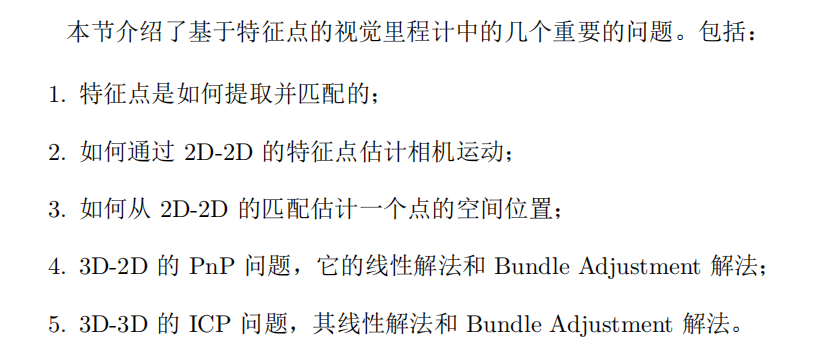 本节介绍了基于特征点的视觉里程计中的几个重要的问题。包括：
1. 特征点是如何提取并匹配的；
2. 如何通过 2D-2D 的特征点估计相机运动；
3. 如何从 2D-2D 的匹配估计一个点的空间位置；
4. 3D-2D 的 PnP 问题，它的线性解法和 Bundle Adjustment 解法；
5. 3D-3D 的 ICP 问题，其线性解法和 Bundle Adjustment 解法。